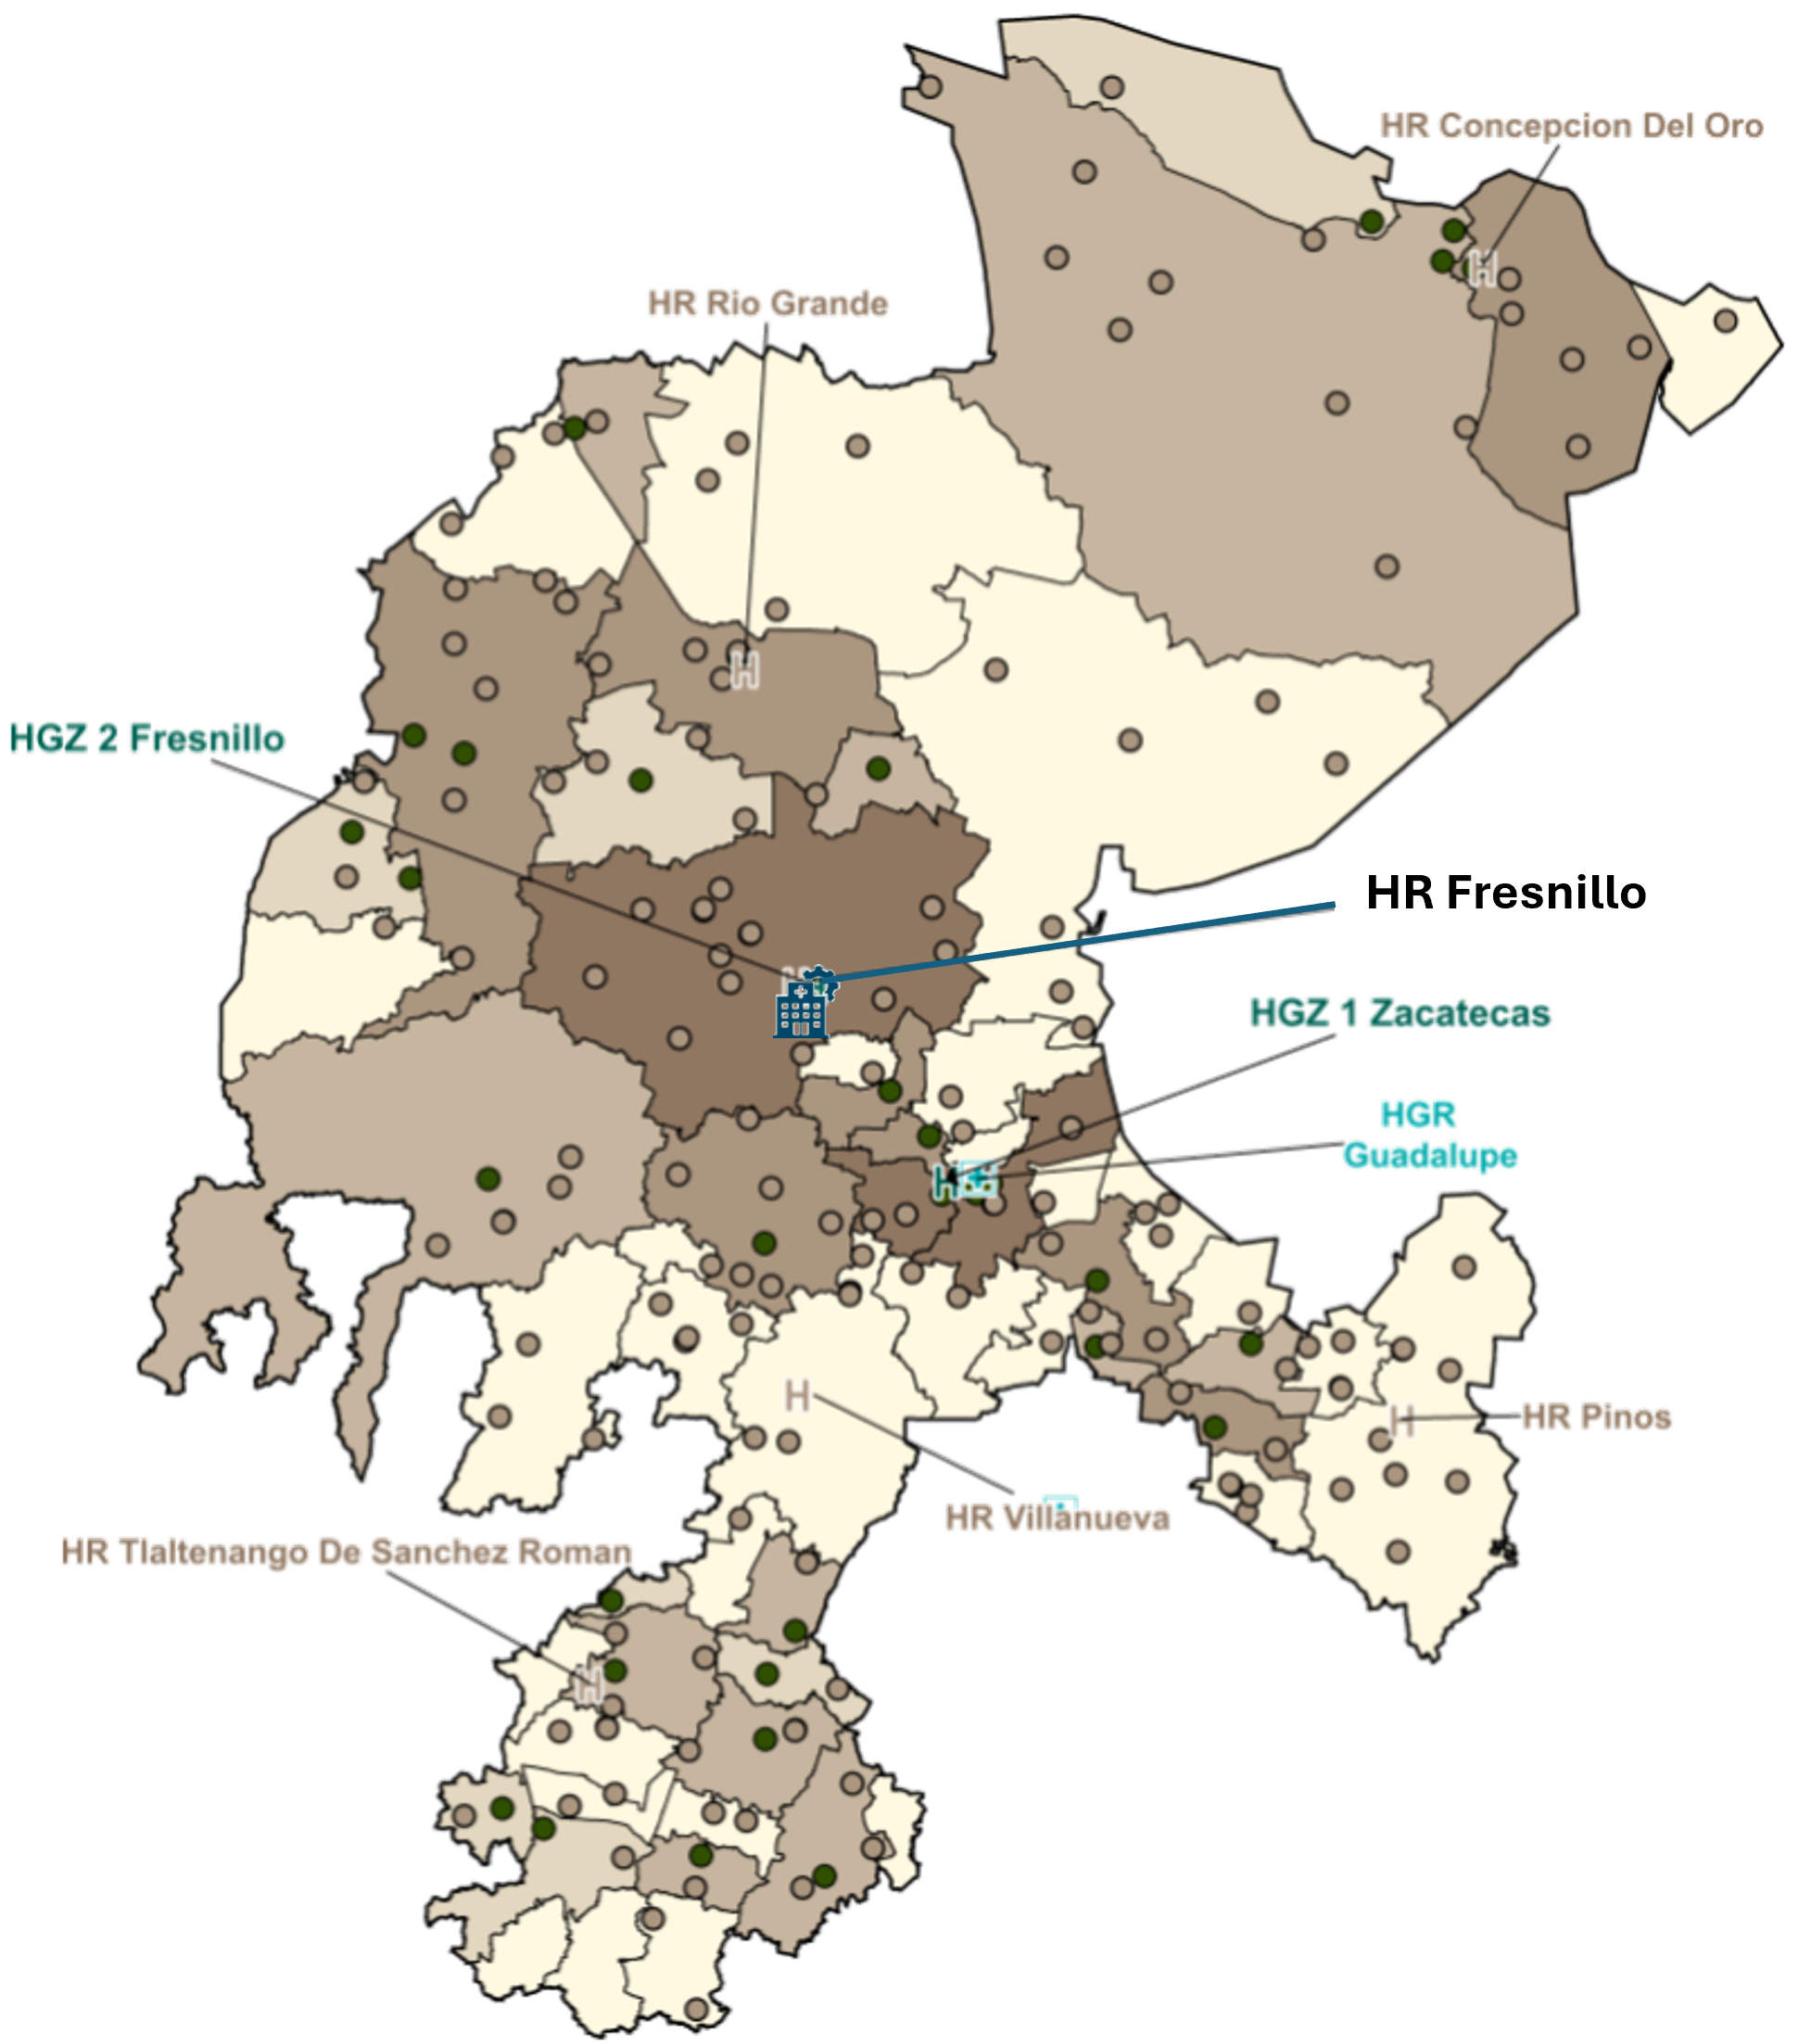 HR Concepcion Del Oro
HR Rio Grande
HGZ 2 Fresnillo
HR Fresnillo
HGZ 1 Zacatecas
HGR
Guadalupe
H
H
H
H
H
H
HR Pinos
HR Villanueva
HR Tlaltenango De Sanchez Roman